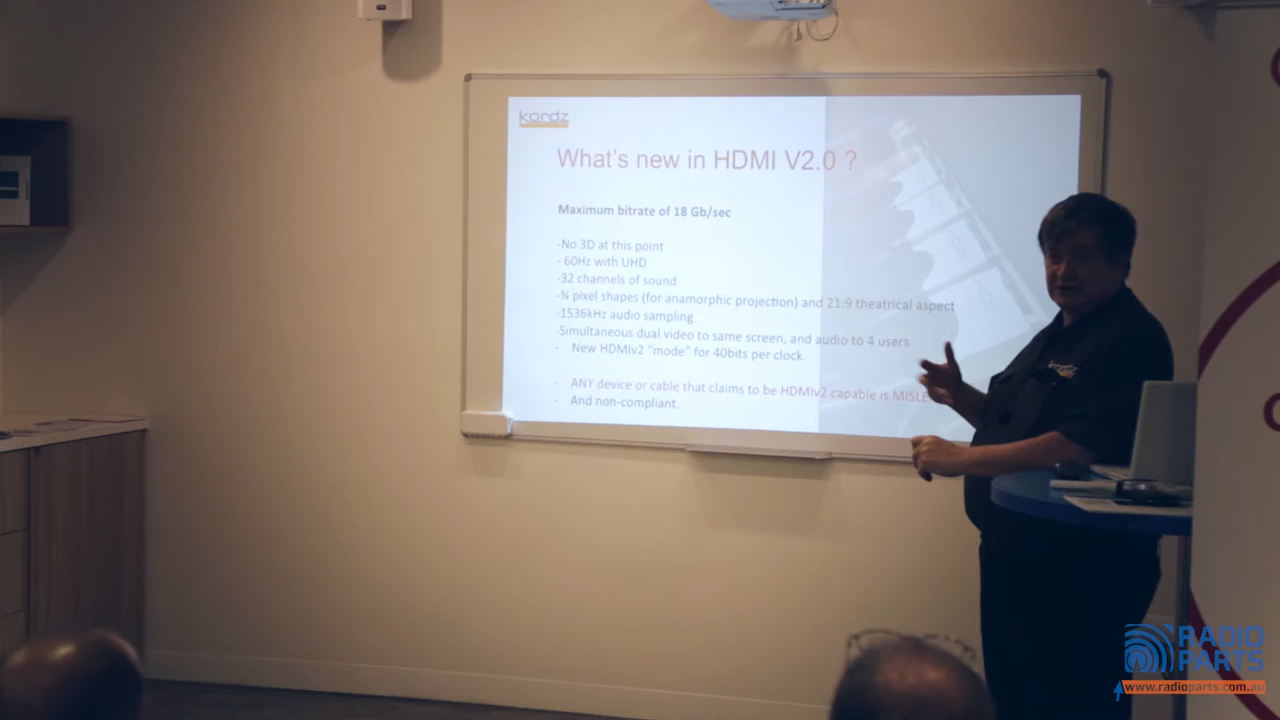 kordz
What's new in HDMI V2.0 ?
Maximum bitrate of 18 Gb/sec
-No 3D at this point
- 60Hz with UHD
-32 channels of sound
-¾ pixel shapes (for anamorphic projection) and 21:9 theatrical aspect
-1536kHz audio sampling
-Simultaneous dual video to same screen, and audio to 4 users
- New HDMIv2 "mode" for 40bits per clock.
- ANY device or cable that claims to be HDMIv2 capable is MISLE
- And non-compliant.
kordz
RADIO
PARTS
www.radioparts.com.au